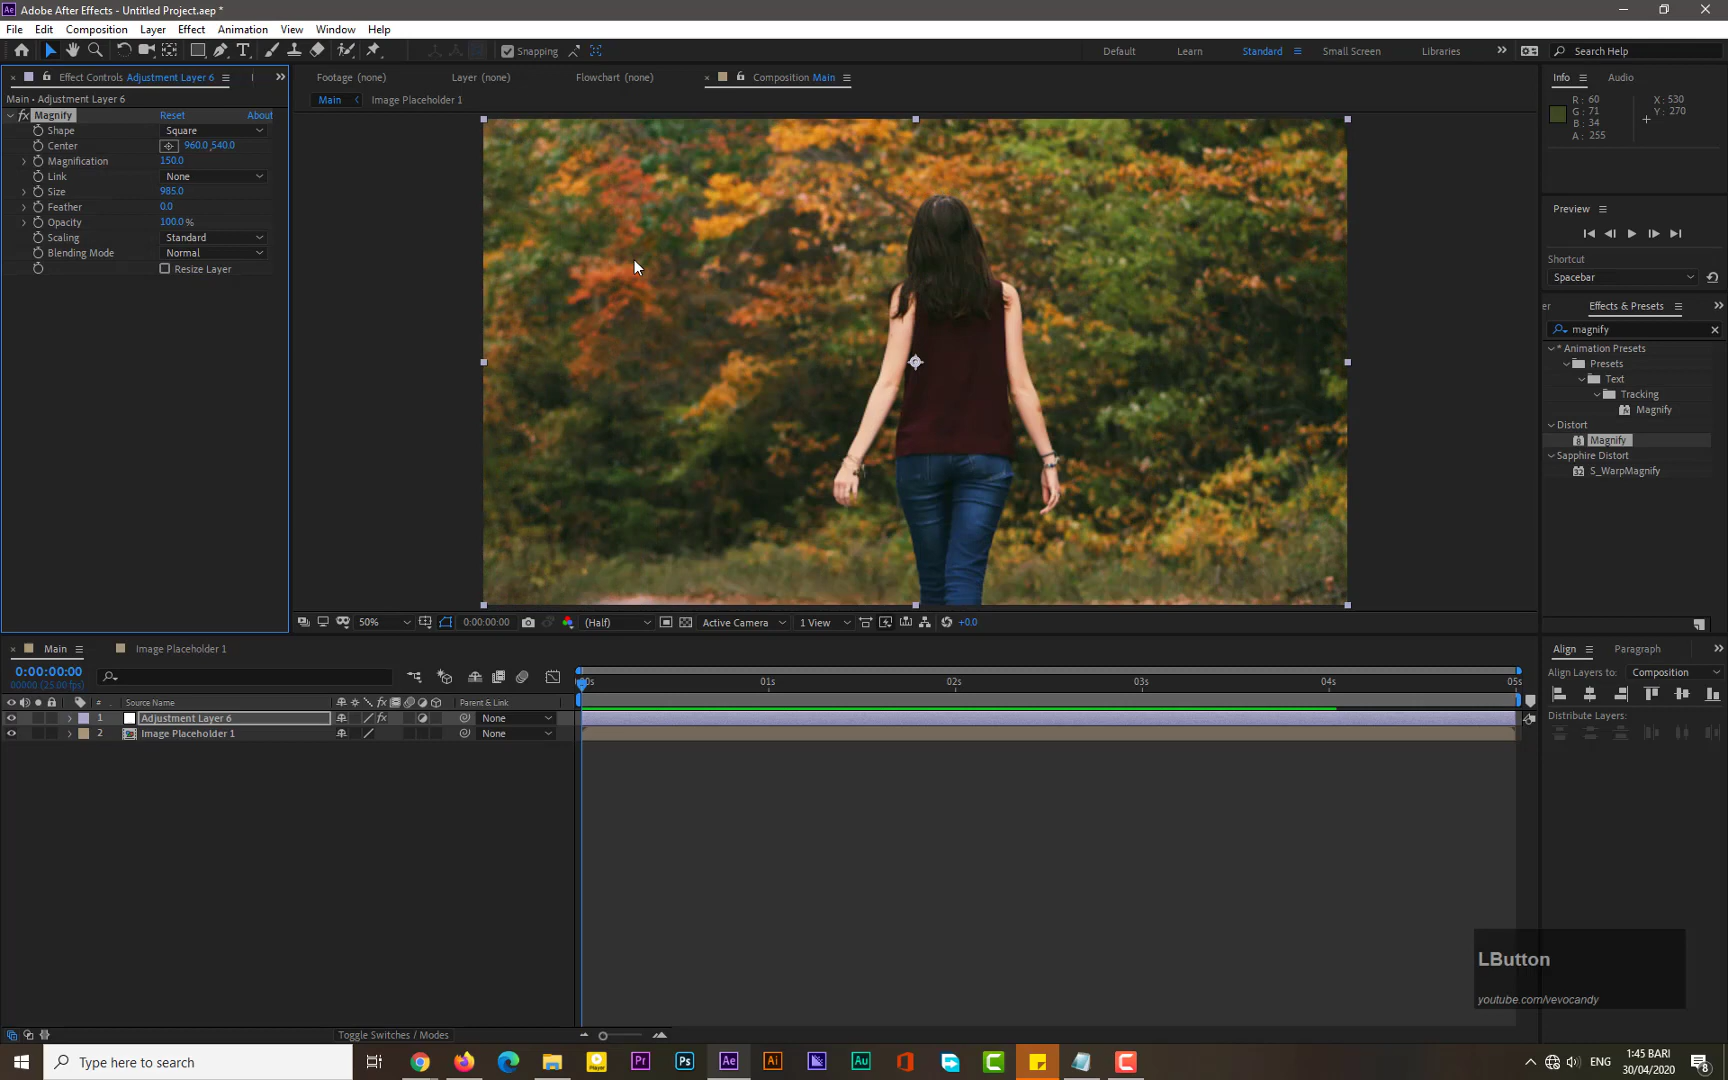 Adobe After Effects - Untitled Project.aep *
File Edit Composition Layer Effect Animation View Window Help
Snapping
Default Learn Standard Small Screen Libraries Search Help
Effect Controls Adjustment Layer 6
Main • Adjustment Layer 6
Magnify Reset About
Shape Square
Center 960.0,540.0
Magnification 150.0
Link None
Size 985.0
Feather 0.0
Opacity 100.0 %
Scaling Standard
Blending Mode Normal
Resize Layer
Footage (none) Layer (none) Flowchart (none) Composition Main
Main Image Placeholder 1
50% 0:00:00:00 (Half) Active Camera 1 View +0.0
Info Audio
R: 60 X: 530
G: 71 Y: 270
B: 34
A: 255
Preview
Shortcut
Spacebar
Effects & Presets
magnify
* Animation Presets
Presets
Text
Tracking
Magnify
Distort
Magnify
Sapphire Distort
S_WarpMagnify
Main Image Placeholder 1
0:00:00:00
00000 (25.00 fps)
# Source Name Parent & Link
1 Adjustment Layer 6 None
2 Image Placeholder 1 None
01s 02s 03s 04s 05s
Toggle Switches / Modes
Align Paragraph
Align Layers to: Composition
Distribute Layers:
LButton
youtube.com/vevocandy
Type here to search
ENG
1:45 BARI
30/04/2020